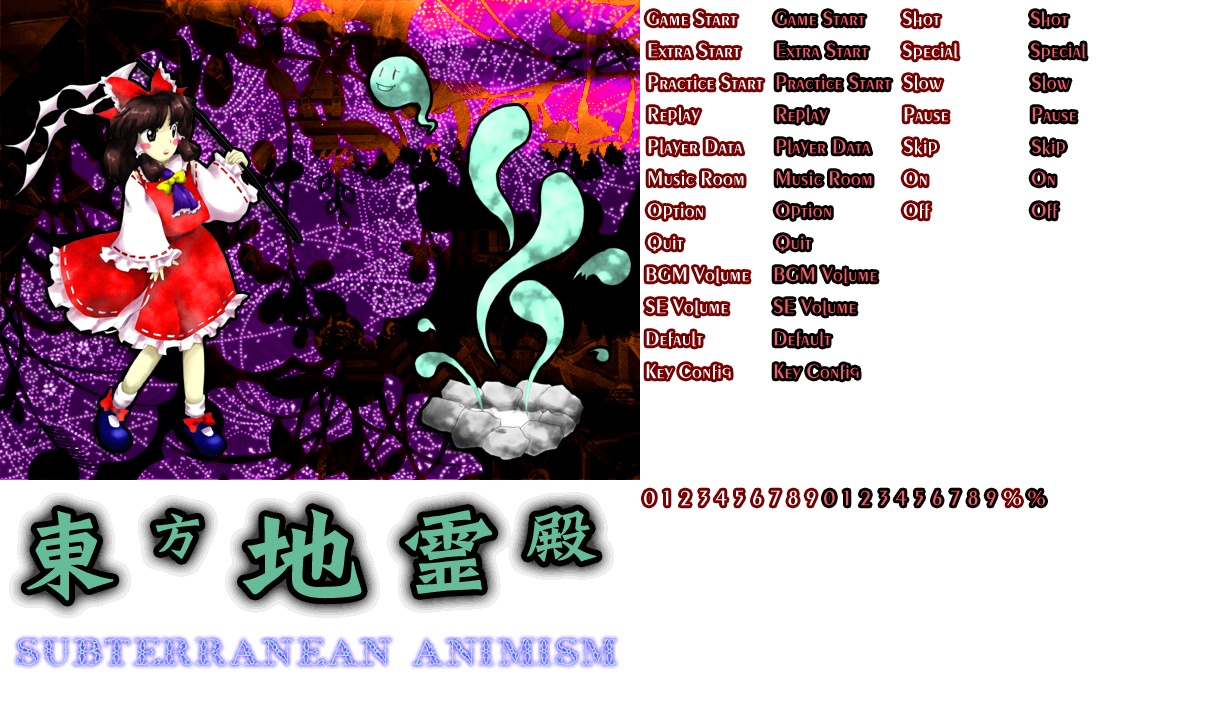 Game Start Game Start Shot Shot
Extra Start Extra Start Special Special
Practice Start Practice Start Slow Slow
Replay Replay Pause Pause
Player Data Player Data Skip Skip
Music Room Music Room On On
Option Option Off Off
Quit Quit
BGM Volume BGM Volume
SE Volume SE Volume
Default Default
Key Config Key Config
0 1 2 3 4 5 6 7 8 9 0 1 2 3 4 5 6 7 8 9 % %
東方地霊殿
SUBTERRANEAN ANIMISM